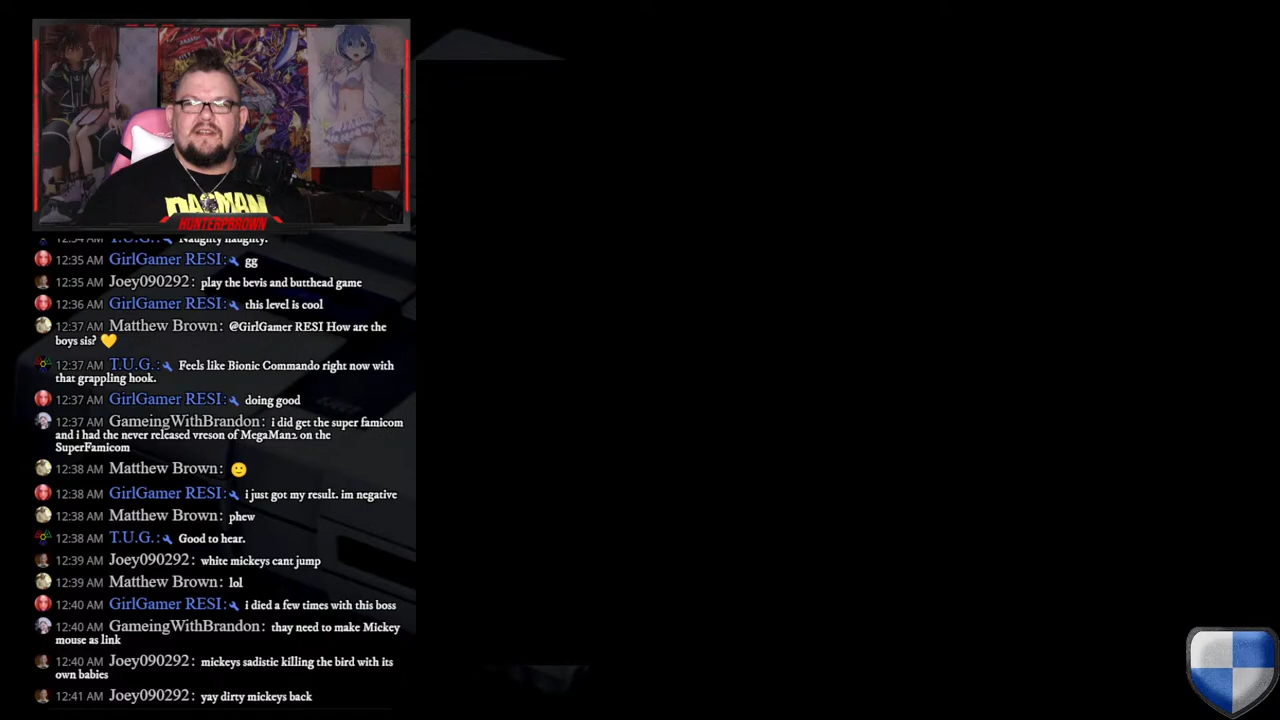 PACMAN
HUNTERPBROWN
12:34 AM T.U.G.: Naughty naughty.
12:35 AM GirlGamer RESI: gg
12:35 AM Joey090292: play the bevis and butthead game
12:36 AM GirlGamer RESI: this level is cool
12:37 AM Matthew Brown: @GirlGamer RESI How are the
boys sis? 💛
12:37 AM T.U.G.: Feels like Bionic Commando right now with
that grappling hook.
12:37 AM GirlGamer RESI: doing good
12:37 AM GameingWithBrandon: i did get the super famicom
and i had the never released vreson of MegaMan2 on the
SuperFamicom
12:38 AM Matthew Brown: 🙂
12:38 AM GirlGamer RESI: i just got my result. im negative
12:38 AM Matthew Brown: phew
12:38 AM T.U.G.: Good to hear.
12:39 AM Joey090292: white mickeys cant jump
12:39 AM Matthew Brown: lol
12:40 AM GirlGamer RESI: i died a few times with this boss
12:40 AM GameingWithBrandon: thay need to make Mickey
mouse as link
12:40 AM Joey090292: mickeys sadistic killing the bird with its
own babies
12:41 AM Joey090292: yay dirty mickeys back